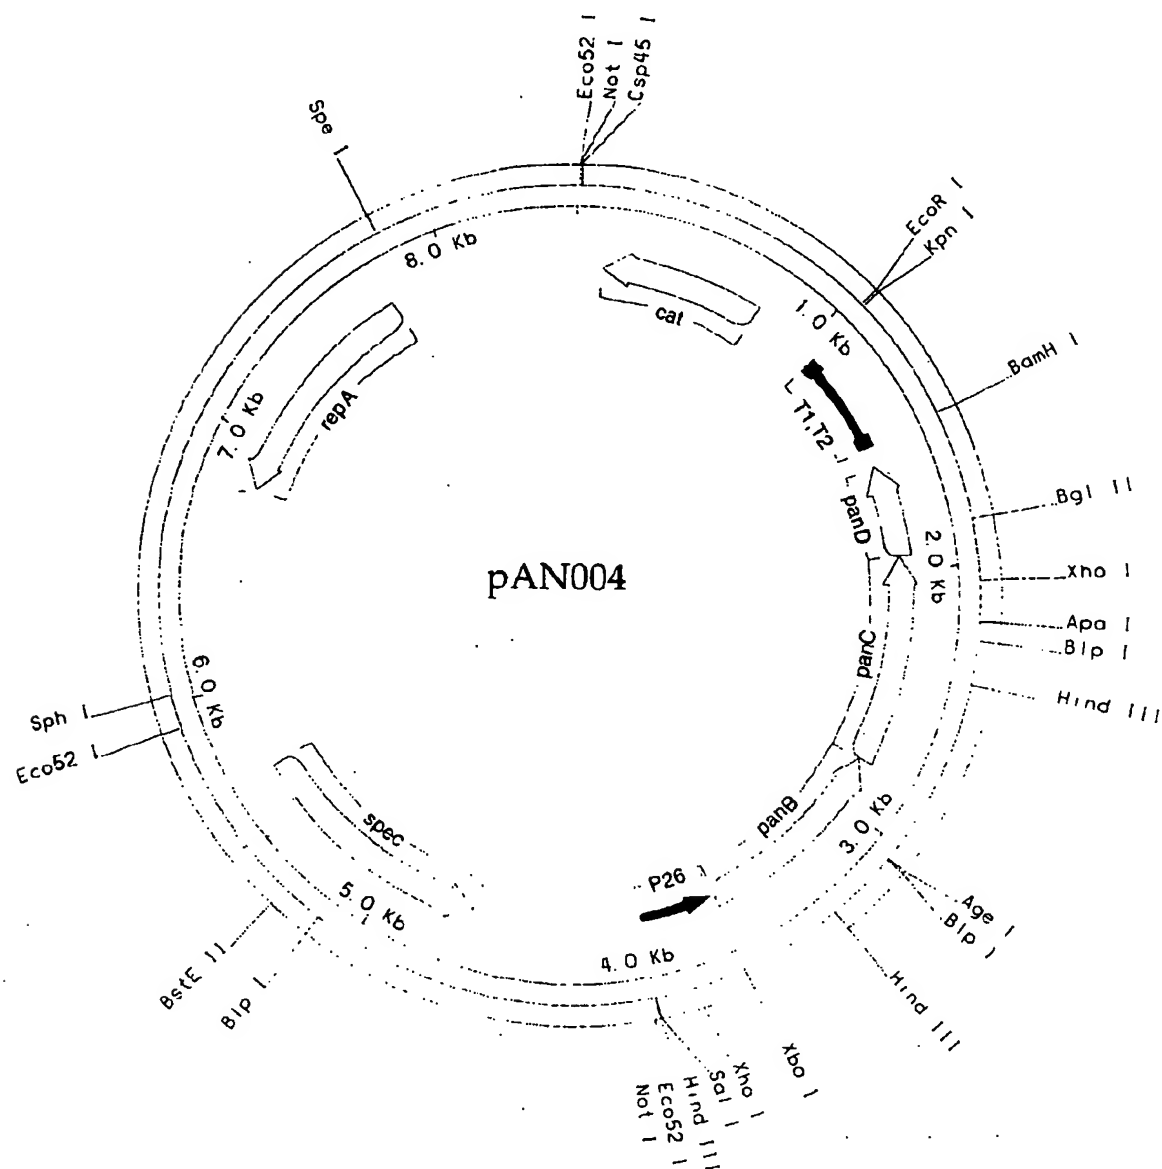 Eco52 I
Not I
Csp45 I
EcoR I
Kpn I
BamH I
Bgl II
Xho I
Apa I
Blp I
Hind III
Age I
Blp I
Hind III
Xba I
Xho I
Sal I
Hind III
Eco52 I
Not I
Blp I
BstE II
Eco52 I
Sph I
Spe I
1.0 Kb
2.0 Kb
3.0 Kb
4.0 Kb
5.0 Kb
6.0 Kb
7.0 Kb
8.0 Kb
cat
T1,T2
panD
panC
panB
P26
spec
repA
pAN004